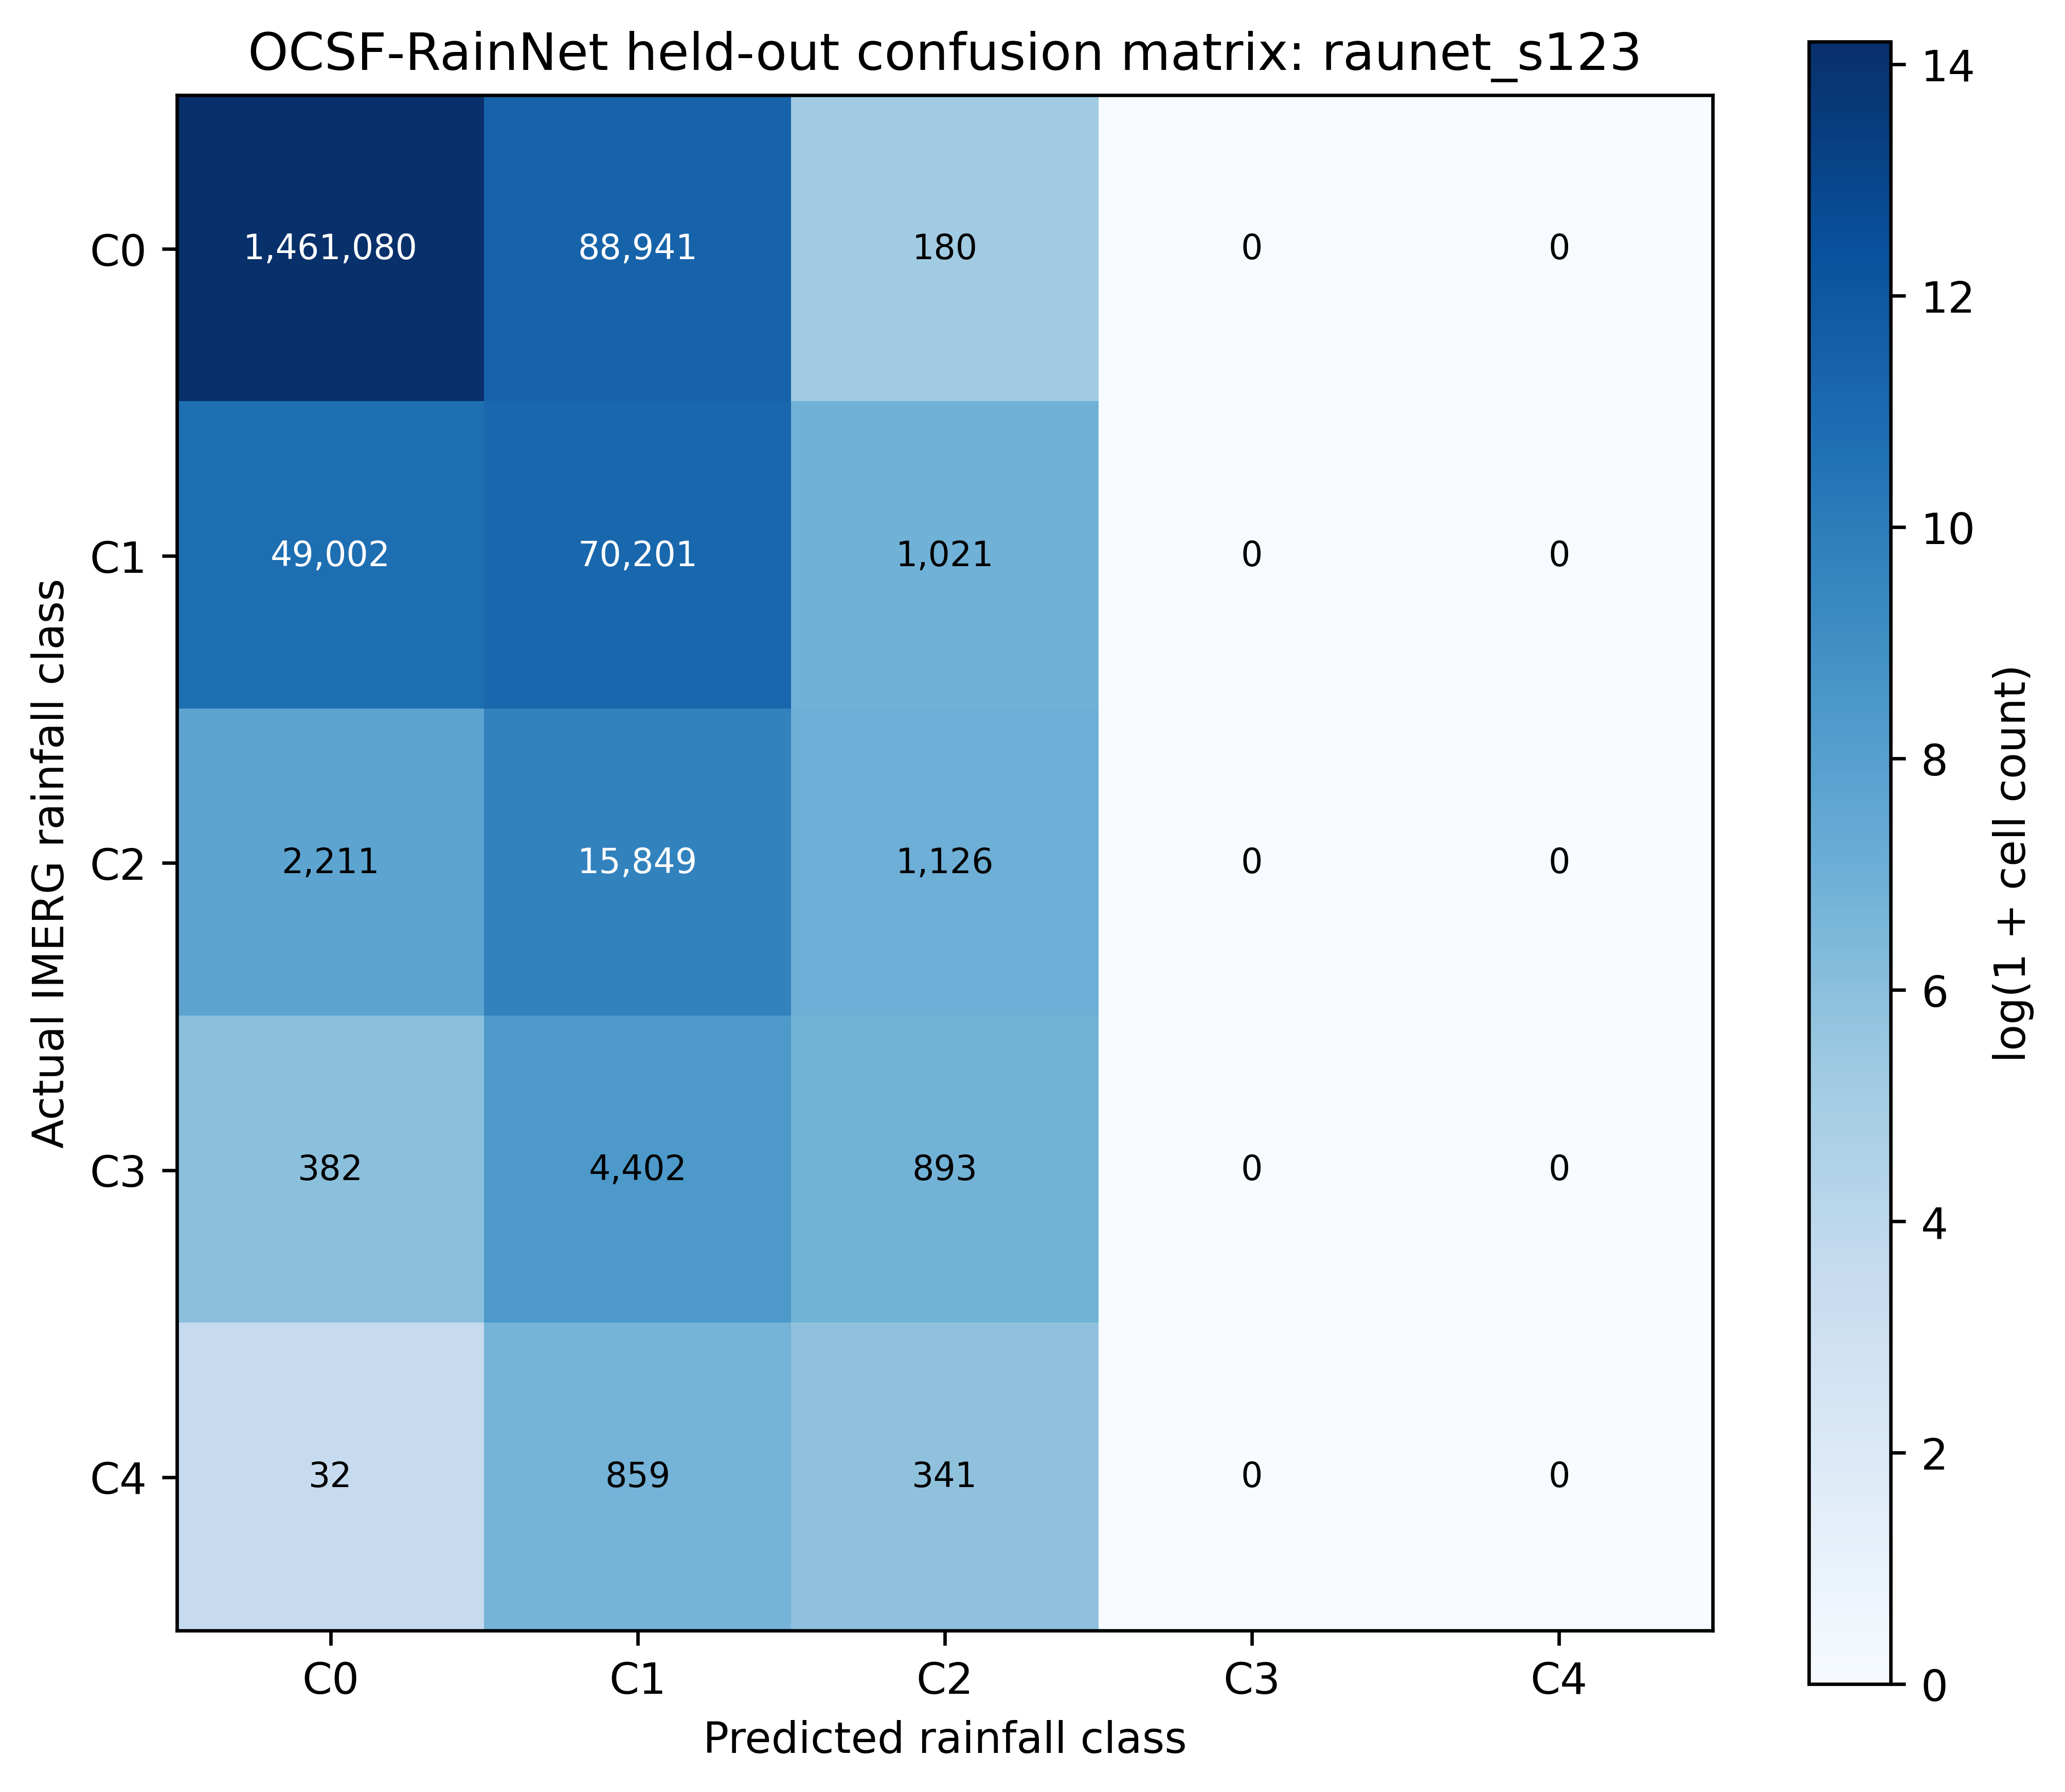 OCSF-RainNet held-out confusion matrix: raunet_s123
Actual IMERG rainfall class
C0 1,461,080 88,941 180 0 0
C1 49,002 70,201 1,021 0 0
C2 2,211 15,849 1,126 0 0
C3 382 4,402 893 0 0
C4 32 859 341 0 0
C0 C1 C2 C3 C4
Predicted rainfall class
14
12
10
8
6
4
2
0
log(1 + cell count)